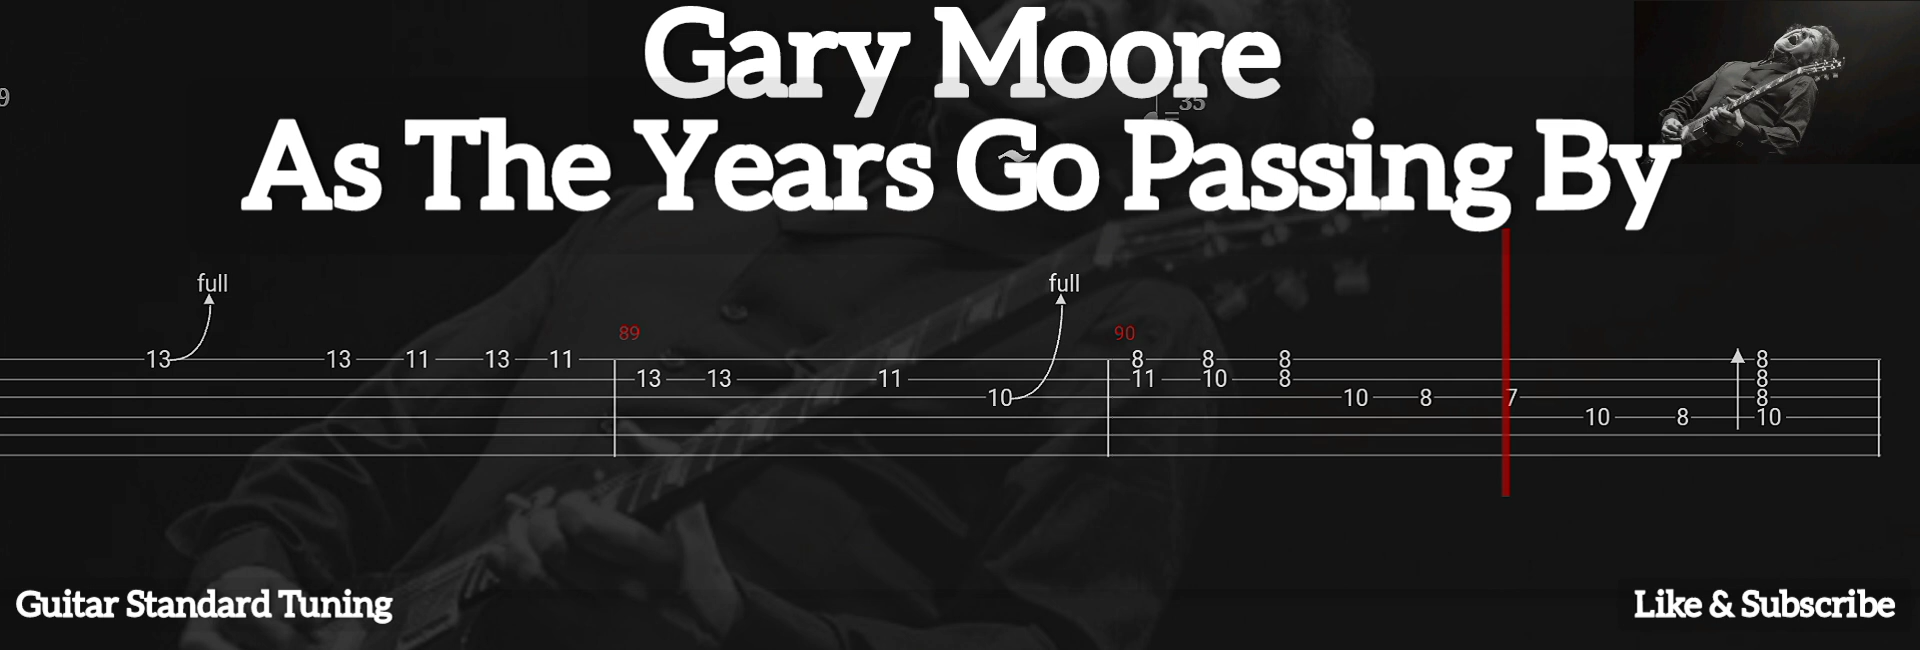 Gary Moore
9
=35
As The Years Go Passing By
full full
89 90
13 13 11 13 11 8 8 8 8
13 13 11 11 10 8 8
10 10 8 7 8
10 8 10
Guitar Standard Tuning
Like & Subscribe